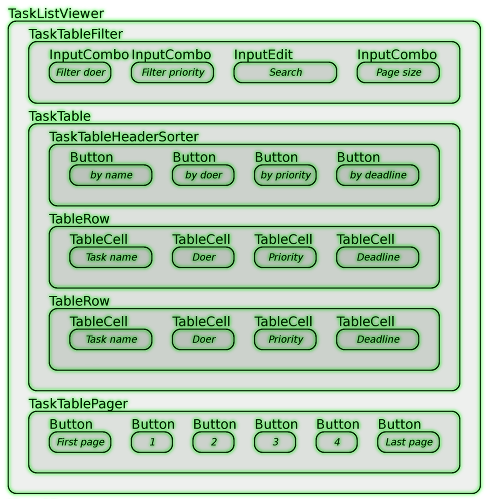 TaskListViewer
TaskTableFilter
InputCombo InputCombo InputEdit InputCombo
Filter doer Filter priority Search Page size
TaskTable
TaskTableHeaderSorter
Button Button Button Button
by name by doer by priority by deadline
TableRow
TableCell TableCell TableCell TableCell
Task name Doer Priority Deadline
TableRow
TableCell TableCell TableCell TableCell
Task name Doer Priority Deadline
TaskTablePager
Button Button Button Button Button Button
First page 1 2 3 4 Last page